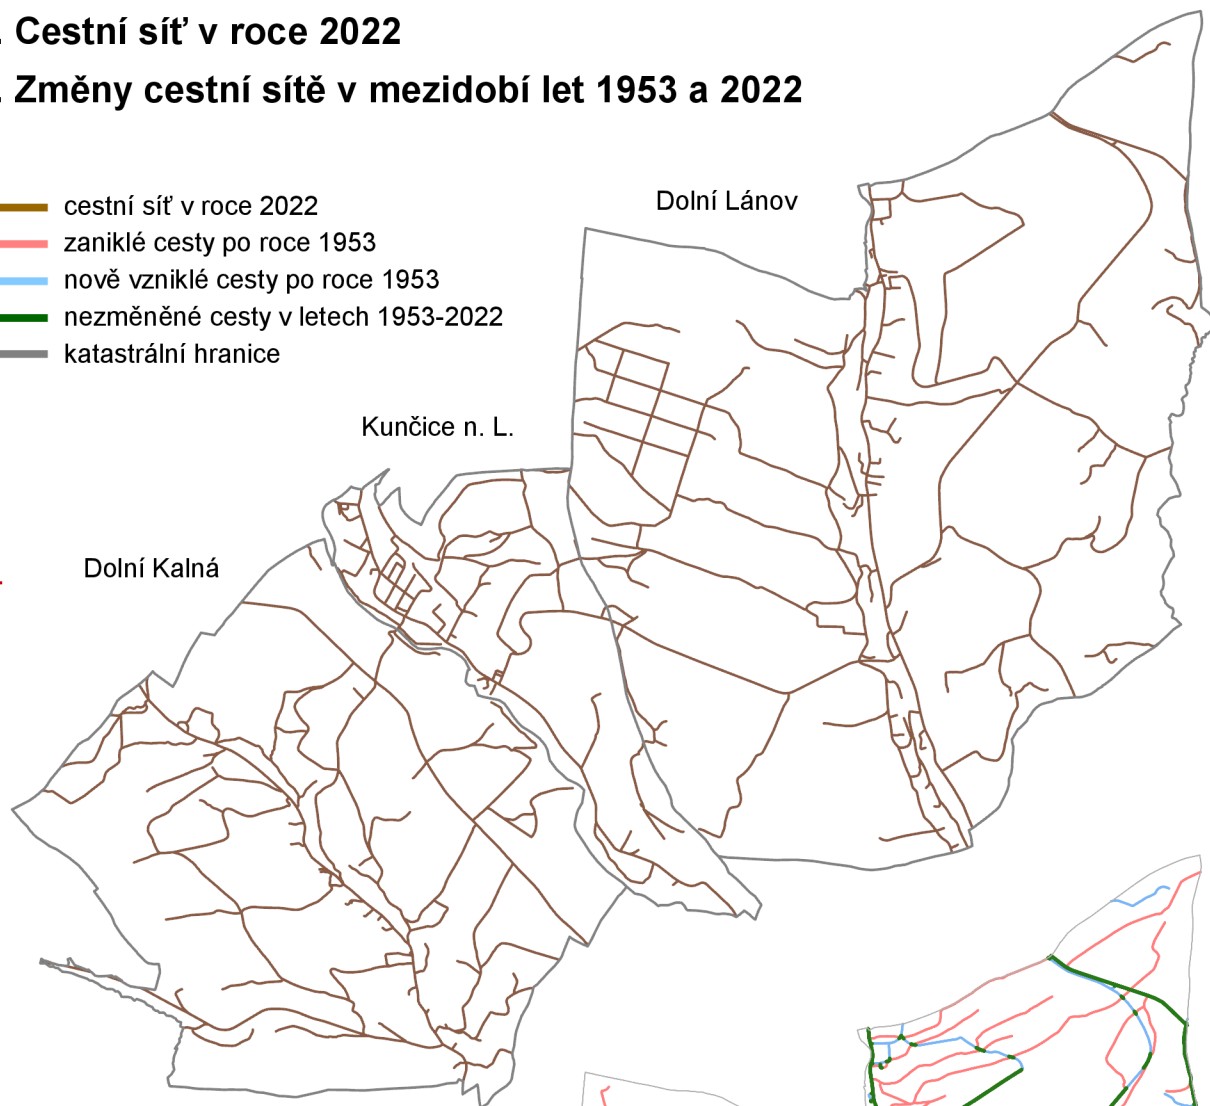 . Cestní síť v roce 2022
. Změny cestní sítě v mezidobí let 1953 a 2022
cestní síť v roce 2022
zaniklé cesty po roce 1953
nově vzniklé cesty po roce 1953
nezměněné cesty v letech 1953-2022
katastrální hranice
Dolní Lánov
Kunčice n. L.
Dolní Kalná